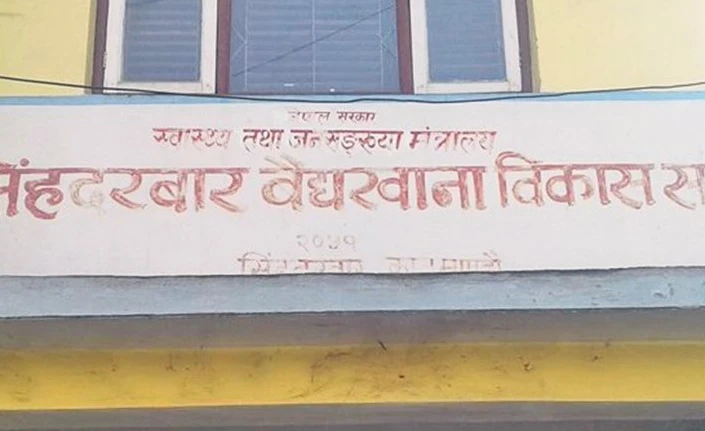 नेपाल सरकार
स्वास्थ्य तथा जनसङ्ख्या मंत्रालय
सिंहदरबार वैद्यखाना विकास स
२०५१
सिंहदरबार काठमाण्डौ